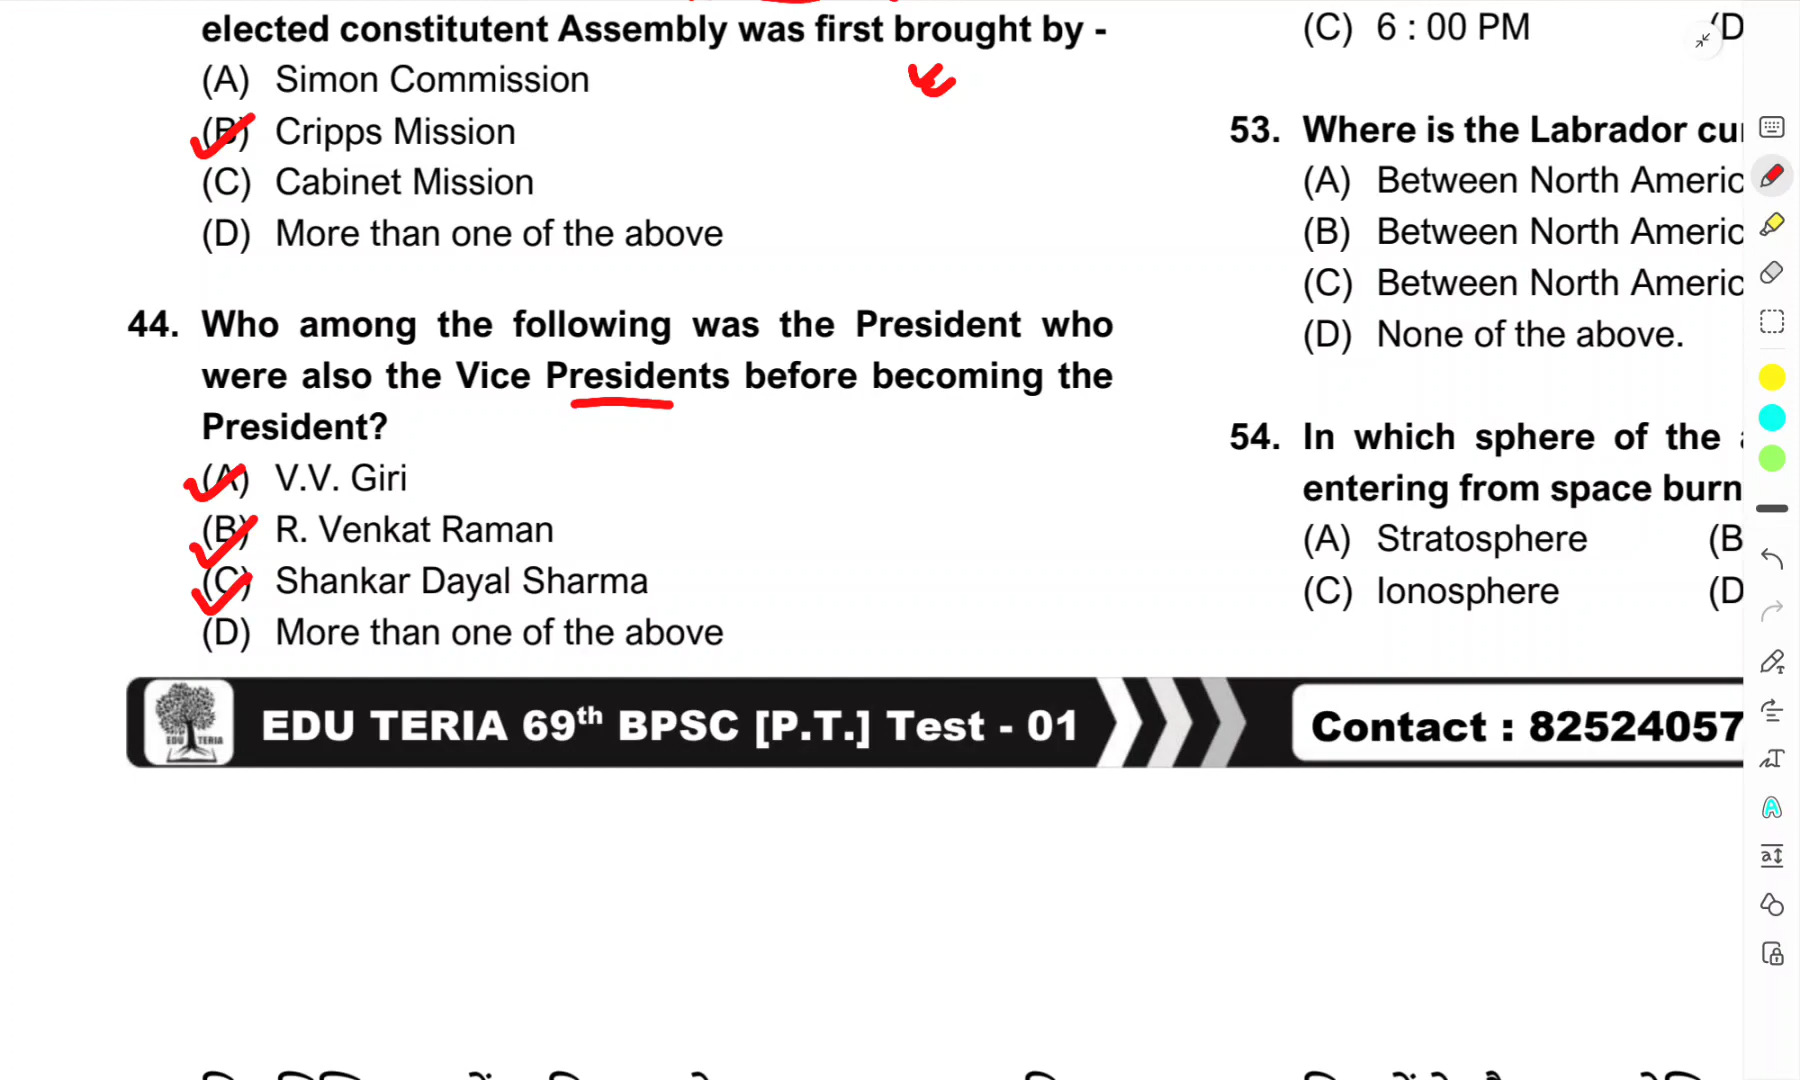 elected constitutent Assembly was first brought by -
(A) Simon Commission
(B) Cripps Mission
(C) Cabinet Mission
(D) More than one of the above
44. Who among the following was the President who
were also the Vice Presidents before becoming the
President?
(A) V.V. Giri
(B) R. Venkat Raman
(C) Shankar Dayal Sharma
(D) More than one of the above
(C) 6 : 00 PM (D
53. Where is the Labrador cu
(A) Between North Americ
(B) Between North Americ
(C) Between North Americ
(D) None of the above.
54. In which sphere of the
entering from space burn
(A) Stratosphere (B
(C) Ionosphere (D
EDU TERIA
EDU TERIA 69th BPSC [P.T.] Test - 01
Contact : 82524057